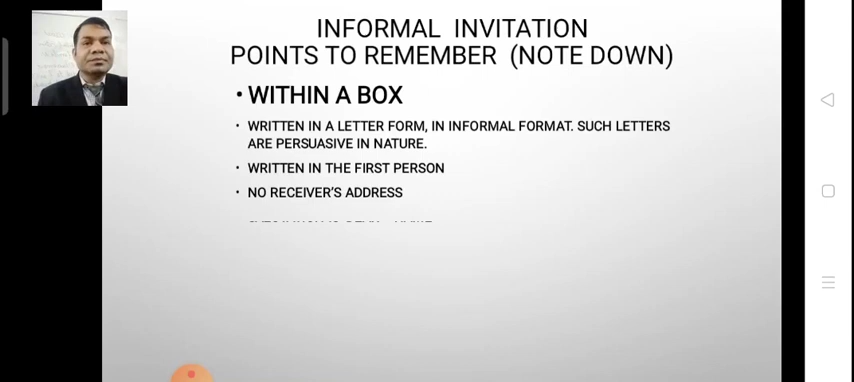 INFORMAL INVITATION
POINTS TO REMEMBER (NOTE DOWN)
• WITHIN A BOX
• WRITTEN IN A LETTER FORM, IN INFORMAL FORMAT. SUCH LETTERS
ARE PERSUASIVE IN NATURE.
• WRITTEN IN THE FIRST PERSON
• NO RECEIVER'S ADDRESS